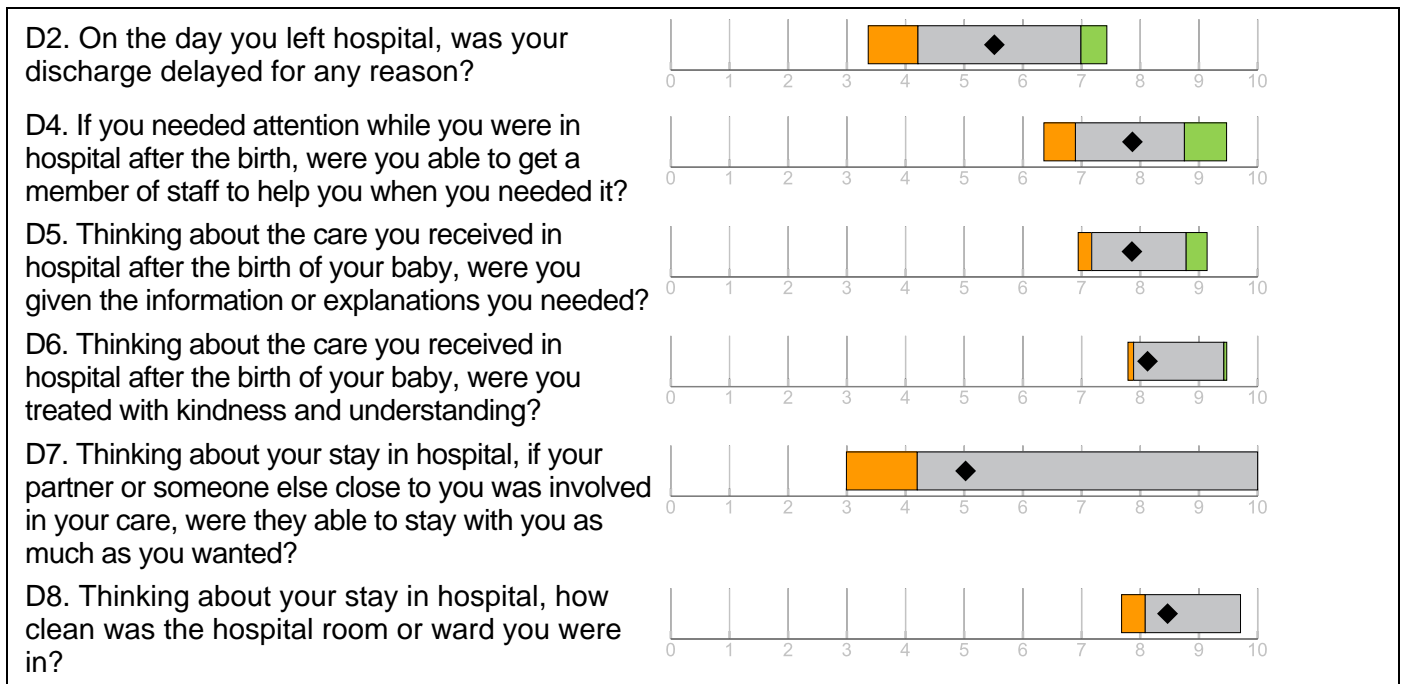 D2. On the day you left hospital, was your
discharge delayed for any reason?
0 1 2 3 4 5 6 7 8 9 10
D4. If you needed attention while you were in
hospital after the birth, were you able to get a
member of staff to help you when you needed it?
0 1 2 3 4 5 6 7 8 9 10
D5. Thinking about the care you received in
hospital after the birth of your baby, were you
given the information or explanations you needed?
0 1 2 3 4 5 6 7 8 9 10
D6. Thinking about the care you received in
hospital after the birth of your baby, were you
treated with kindness and understanding?
0 1 2 3 4 5 6 7 8 9 10
D7. Thinking about your stay in hospital, if your
partner or someone else close to you was involved
in your care, were they able to stay with you as
much as you wanted?
0 1 2 3 4 5 6 7 8 9 10
D8. Thinking about your stay in hospital, how
clean was the hospital room or ward you were
in?
0 1 2 3 4 5 6 7 8 9 10